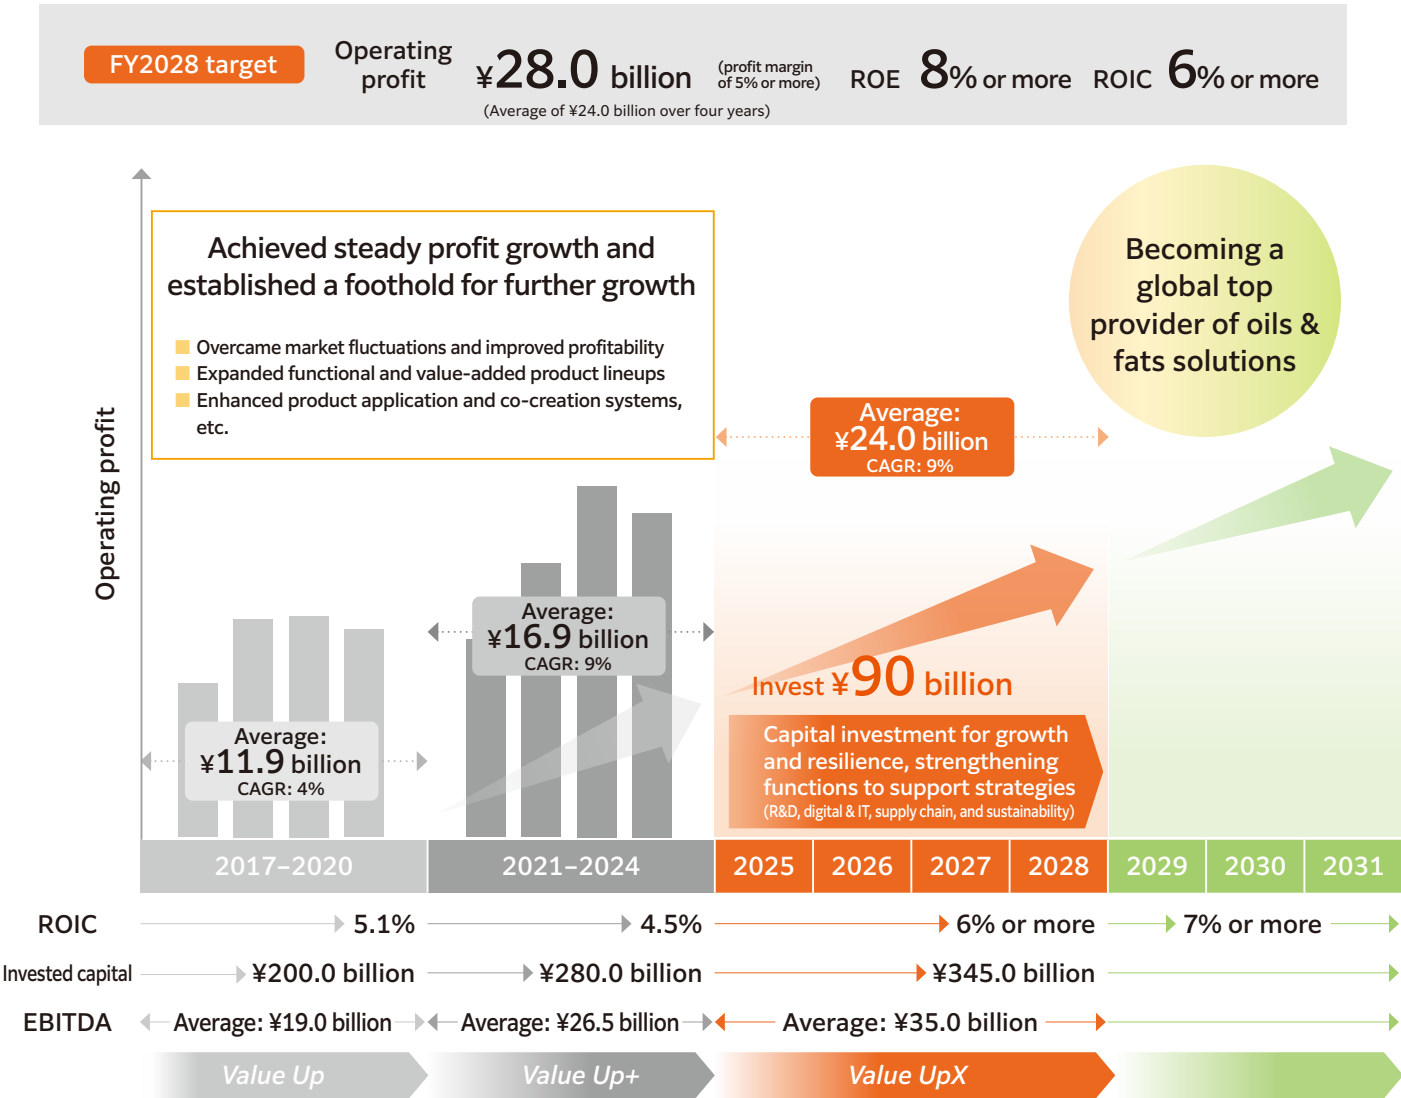 FY2028 target
Operating
profit
¥28.0 billion
(profit margin
of 5% or more)
ROE 8% or more
ROIC 6% or more
(Average of ¥24.0 billion over four years)
Achieved steady profit growth and
established a foothold for further growth
Overcame market fluctuations and improved profitability
Expanded functional and value-added product lineups
Enhanced product application and co-creation systems,
etc.
Becoming a
global top
provider of oils &
fats solutions
Operating profit
Average:
¥24.0 billion
CAGR: 9%
Average:
¥16.9 billion
CAGR: 9%
Average:
¥11.9 billion
CAGR: 4%
Invest ¥90 billion
Capital investment for growth
and resilience, strengthening
functions to support strategies
(R&D, digital & IT, supply chain, and sustainability)
2017–2020 2021–2024 2025 2026 2027 2028 2029 2030 2031
ROIC 5.1% 4.5% 6% or more 7% or more
Invested capital ¥200.0 billion ¥280.0 billion ¥345.0 billion
EBITDA Average: ¥19.0 billion Average: ¥26.5 billion Average: ¥35.0 billion
Value Up Value Up+ Value UpX